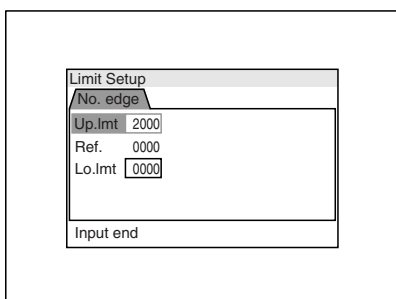 Limit Setup
No. edge
Up.lmt 2000
Ref. 0000
Lo.lmt 0000
Input end